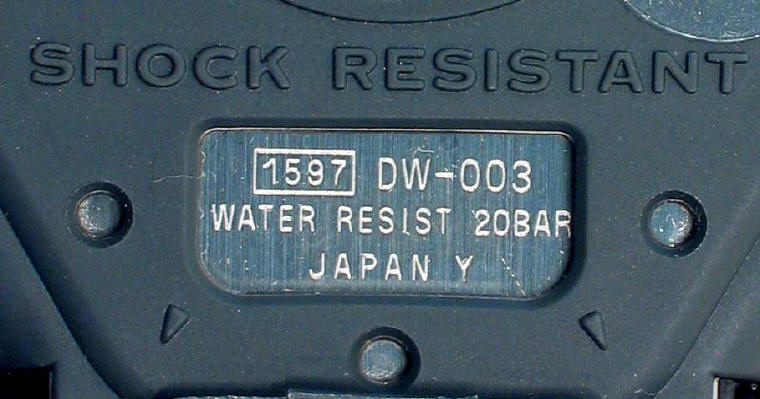 SHOCK RESISTANT
1597 DW-003
WATER RESIST 20BAR
JAPAN Y